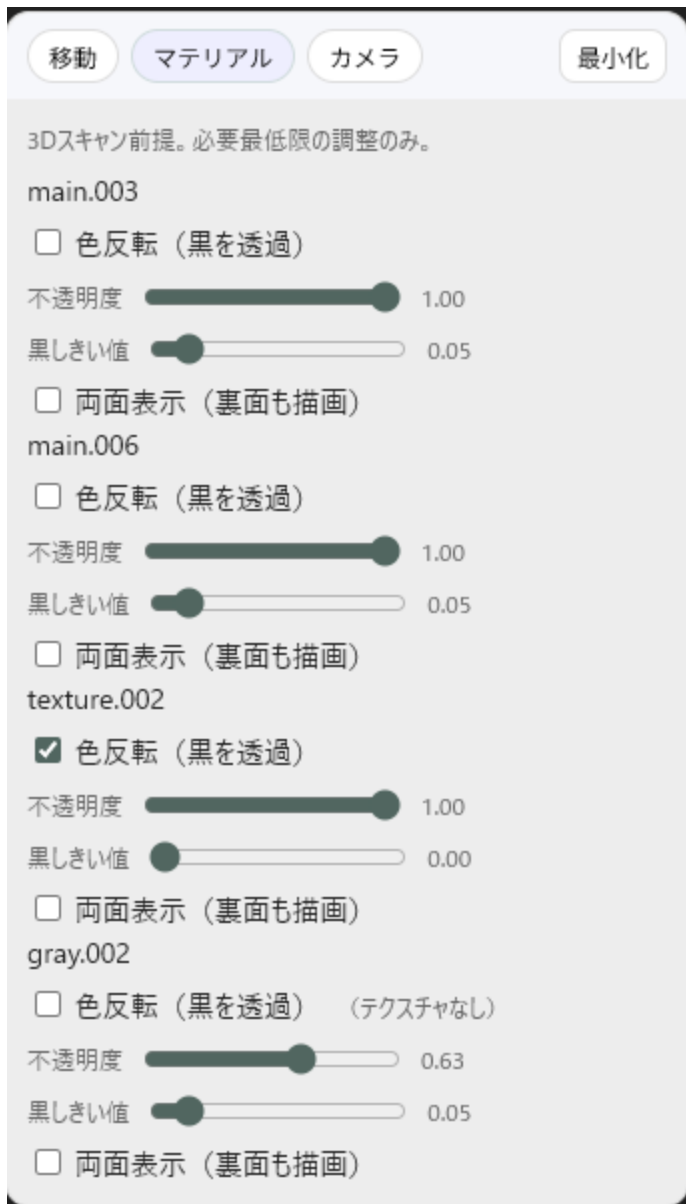 移動 マテリアル カメラ 最小化
3Dスキャン前提。必要最低限の調整のみ。
main.003
色反転（黒を透過）
不透明度 1.00
黒しきい値 0.05
両面表示（裏面も描画）
main.006
色反転（黒を透過）
不透明度 1.00
黒しきい値 0.05
両面表示（裏面も描画）
texture.002
色反転（黒を透過）
不透明度 1.00
黒しきい値 0.00
両面表示（裏面も描画）
gray.002
色反転（黒を透過） （テクスチャなし）
不透明度 0.63
黒しきい値 0.05
両面表示（裏面も描画）